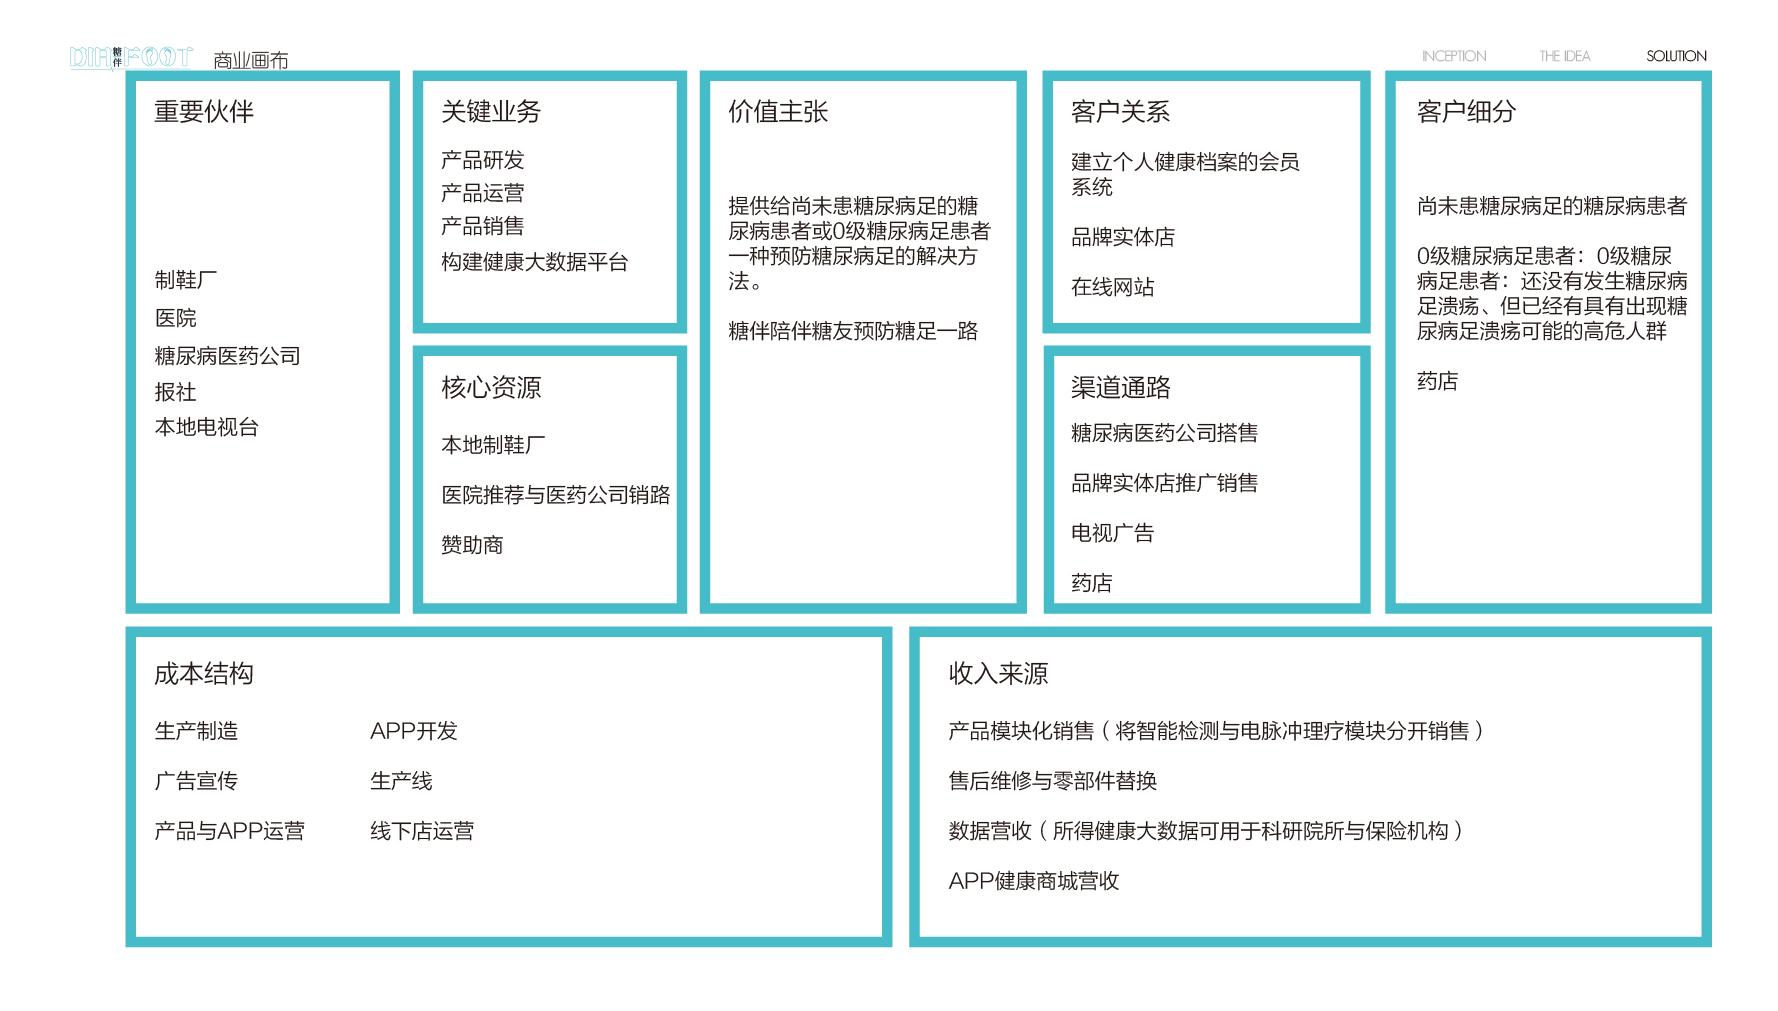 DIAFOOT
糖伴
商业画布
INCEPTION
THE IDEA
SOLUTION
重要伙伴
制鞋厂
医院
糖尿病医药公司
报社
本地电视台
关键业务
产品研发
产品运营
产品销售
构建健康大数据平台
核心资源
本地制鞋厂
医院推荐与医药公司销路
赞助商
价值主张
提供给尚未患糖尿病足的糖
尿病患者或0级糖尿病足患者
一种预防糖尿病足的解决方
法。
糖伴陪伴糖友预防糖足一路
客户关系
建立个人健康档案的会员
系统
品牌实体店
在线网站
渠道通路
糖尿病医药公司搭售
品牌实体店推广销售
电视广告
药店
客户细分
尚未患糖尿病足的糖尿病患者
0级糖尿病足患者：0级糖尿
病足患者：还没有发生糖尿病
足溃疡、但已经有具有出现糖
尿病足溃疡可能的高危人群
药店
成本结构
生产制造
广告宣传
产品与APP运营
APP开发
生产线
线下店运营
收入来源
产品模块化销售（将智能检测与电脉冲理疗模块分开销售）
售后维修与零部件替换
数据营收（所得健康大数据可用于科研院所与保险机构）
APP健康商城营收